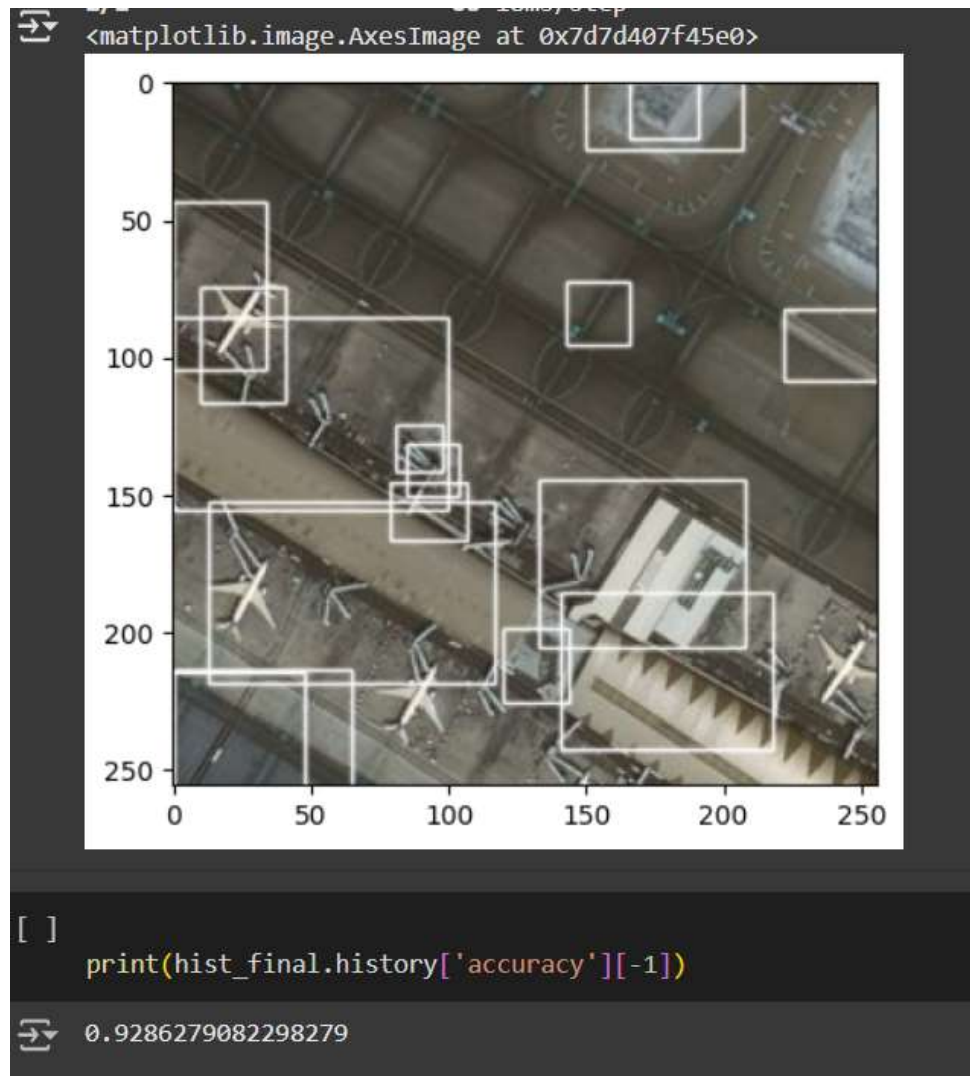 <matplotlib.image.AxesImage at 0x7d7d407f45e0>
0
50
100
150
200
250
0 50 100 150 200 250
[ ]
print(hist_final.history['accuracy'][-1])
0.9286279082298279